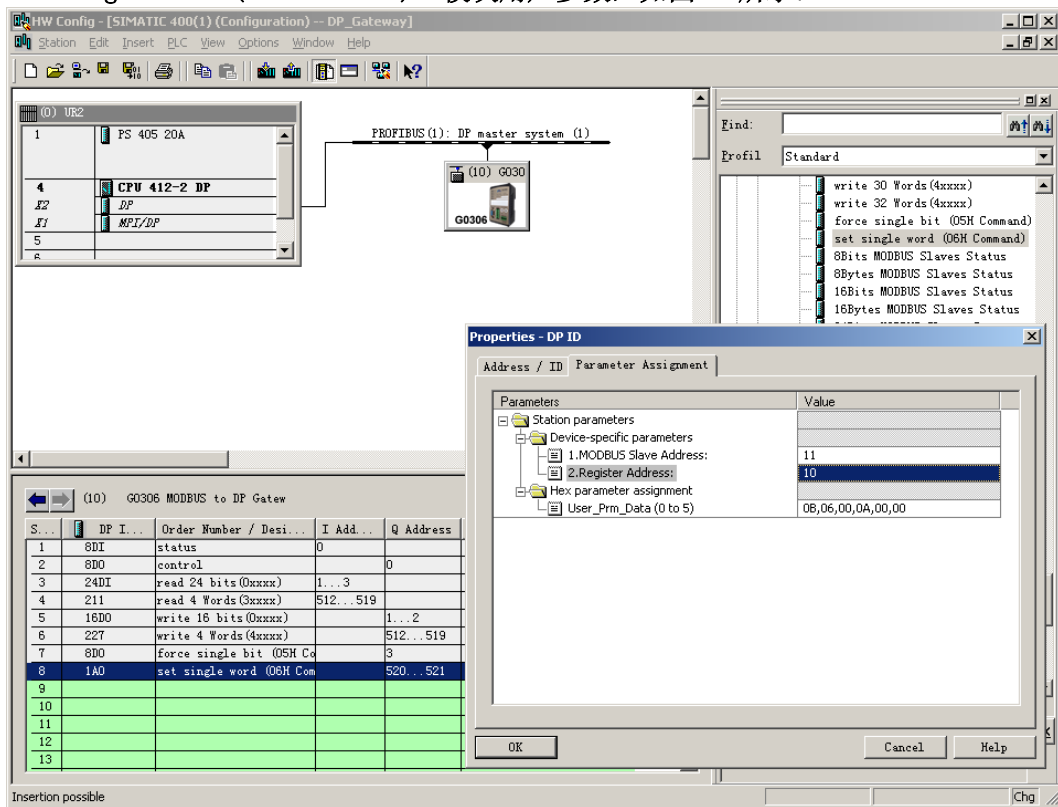 HW Config - [SIMATIC 400(1) (Configuration) -- DP_Gateway]
Station Edit Insert PLC View Options Window Help
(0) UR2
1 PS 405 20A
4 CPU 412-2 DP
X2 DP
X1 MPI/DP
5
6
PROFIBUS(1): DP master system (1)
(10) G030
G0306
Find:
Profil Standard
write 30 Words(4xxxx)
write 32 Words(4xxxx)
force single bit (05H Command)
set single word (06H Command)
8Bits MODBUS Slaves Status
8Bytes MODBUS Slaves Status
16Bits MODBUS Slaves Status
16Bytes MODBUS Slaves Status
Properties - DP ID
Address / ID Parameter Assignment
Parameters Value
Station parameters
Device-specific parameters
1.MODBUS Slave Address: 11
2.Register Address: 10
Hex parameter assignment
User_Prm_Data (0 to 5) 0B,06,00,0A,00,00
OK Cancel Help
(10) G0306 MODBUS to DP Gatew
S... DP I... Order Number / Desi... I Add... Q Address
1 8DI status 0
2 8DO control 0
3 24DI read 24 bits(0xxxx) 1...3
4 211 read 4 Words(3xxxx) 512...519
5 16DO write 16 bits(0xxxx) 1...2
6 227 write 4 Words(4xxxx) 512...519
7 8DO force single bit (05H Co 3
8 1AO set single word (06H Com 520...521
9
10
11
12
13
Insertion possible Chg